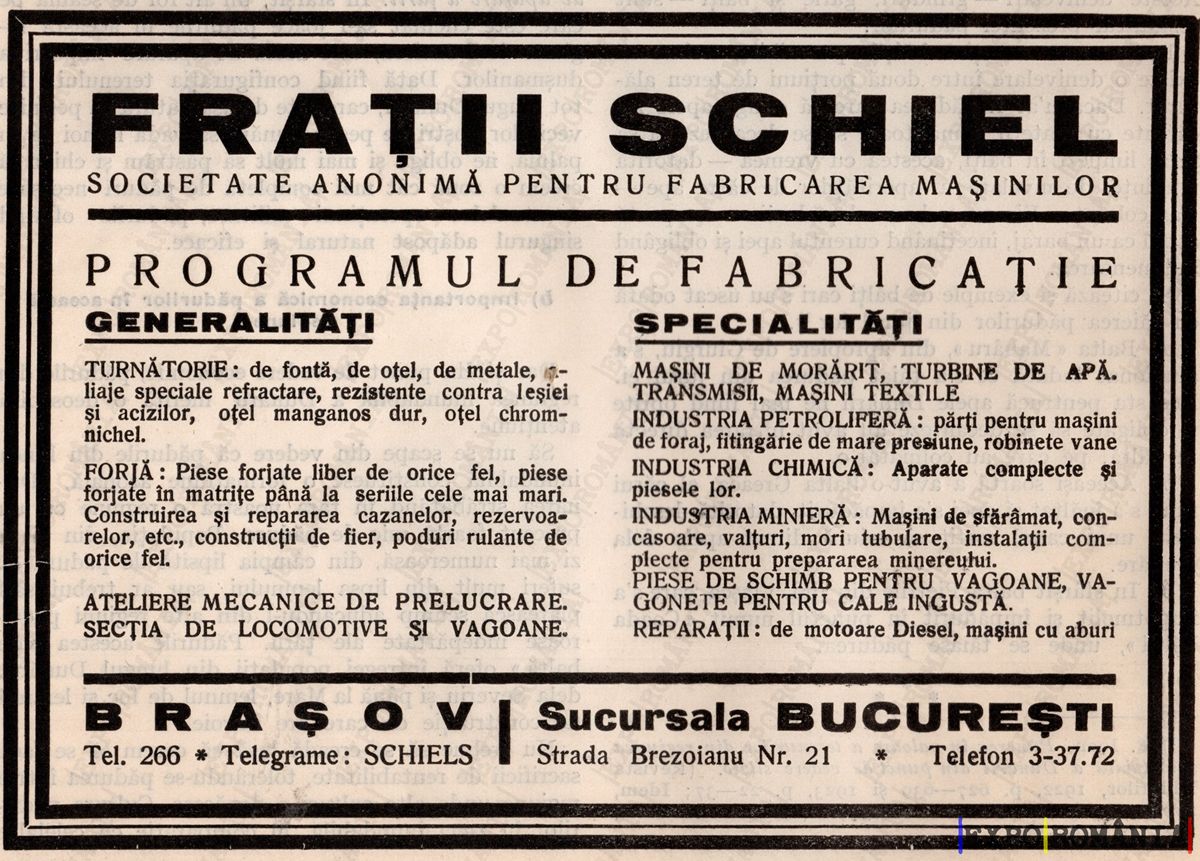 FRAȚII SCHIEL
SOCIETATE ANONIMĂ PENTRU FABRICAREA MAȘINILOR
PROGRAMUL DE FABRICAȚIE
GENERALITĂȚI
TURNĂTORIE: de fontă, de oțel, de metale, a-
liaje speciale refractare, rezistente contra leșiei
și acizilor, oțel manganos dur, oțel chrom-
nichel.
FORJĂ: Piese forjate liber de orice fel, piese
forjate în matrițe până la seriile cele mai mari.
Construirea și repararea cazanelor, rezervoa-
relor, etc., construcții de fier, poduri rulante de
orice fel.
ATELIERE MECANICE DE PRELUCRARE.
SECȚIA DE LOCOMOTIVE ȘI VAGOANE.
SPECIALITĂȚI
MAȘINI DE MORĂRIT, TURBINE DE APĂ.
TRANSMISII, MAȘINI TEXTILE
INDUSTRIA PETROLIFERĂ: părți pentru mașini
de foraj, fitingărie de mare presiune, robinete vane
INDUSTRIA CHIMICĂ: Aparate complecte și
piesele lor.
INDUSTRIA MINIERĂ: Mașini de sfărâmat, con-
casoare, valțuri, mori tubulare, instalații com-
plecte pentru prepararea minereului.
PIESE DE SCHIMB PENTRU VAGOANE, VA-
GONETE PENTRU CALE INGUSTĂ.
REPARAȚII: de motoare Diesel, mașini cu aburi
BRAȘOV | Sucursala BUCUREȘTI
Tel. 266 * Telegrame: SCHIELS | Strada Brezoianu Nr. 21 * Telefon 3-37.72
EXPO ROMÂNIA